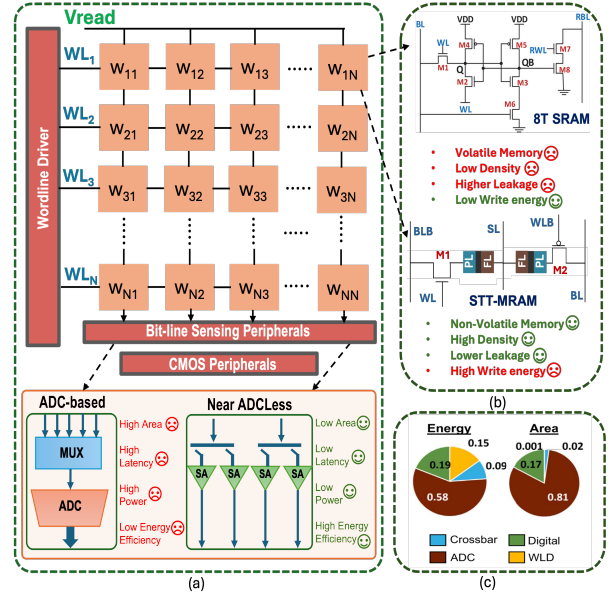 Vread
Wordline Driver
WL1
W11
W12
W13
......
W1N
WL2
W21
W22
W23
......
W2N
WL3
W31
W32
W33
......
W3N
WLN
WN1
WN2
WN3
......
WNN
Bit-line Sensing Peripherals
CMOS Peripherals
ADC-based
MUX
ADC
High Area
High
Latency
High
Power
Low Energy
Efficiency
Near ADCLess
SA
SA
SA
SA
Low Area
Low
Latency
Low
Power
High Energy
Efficiency
(a)
BL
VDD
VDD
RBL
WL
M4
M5
RWL
M7
M1
Q
QB
M8
M2
M3
WL
M6
8T SRAM
• Volatile Memory
• Low Density
• Higher Leakage
• Low Write energy
BLB
SL
WLB
M1
PL
FL
FL
PL
M2
WL
STT-MRAM
BL
• Non-Volatile Memory
• High Density
• Lower Leakage
• High Write energy
(b)
Energy
0.15
0.19
0.09
0.58
Area
0.001
0.02
0.17
0.81
Crossbar
Digital
ADC
WLD
(c)